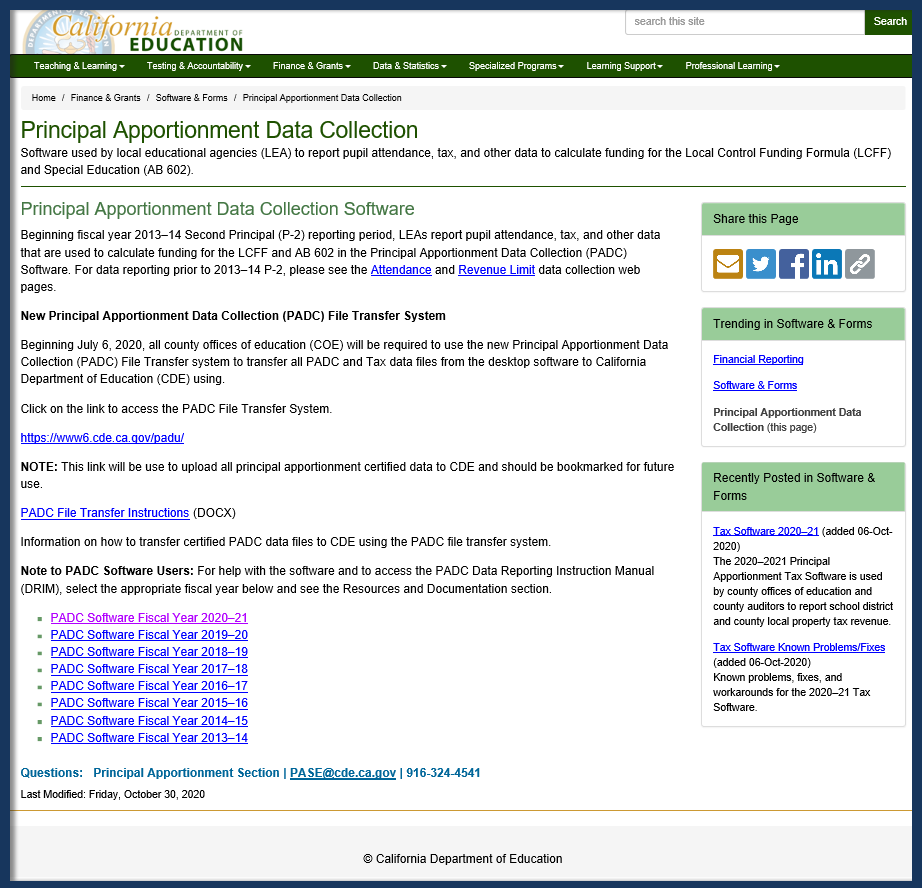 California DEPARTMENT OF
EDUCATION
search this site
Search
Teaching & Learning
Testing & Accountability
Finance & Grants
Data & Statistics
Specialized Programs
Learning Support
Professional Learning
Home / Finance & Grants / Software & Forms / Principal Apportionment Data Collection
Principal Apportionment Data Collection
Software used by local educational agencies (LEA) to report pupil attendance, tax, and other data to calculate funding for the Local Control Funding Formula (LCFF)
and Special Education (AB 602).
Principal Apportionment Data Collection Software
Beginning fiscal year 2013–14 Second Principal (P-2) reporting period, LEAs report pupil attendance, tax, and other data
that are used to calculate funding for the LCFF and AB 602 in the Principal Apportionment Data Collection (PADC)
Software. For data reporting prior to 2013–14 P-2, please see the Attendance and Revenue Limit data collection web
pages.
New Principal Apportionment Data Collection (PADC) File Transfer System
Beginning July 6, 2020, all county offices of education (COE) will be required to use the new Principal Apportionment Data
Collection (PADC) File Transfer system to transfer all PADC and Tax data files from the desktop software to California
Department of Education (CDE) using.
Click on the link to access the PADC File Transfer System.
https://www6.cde.ca.gov/padu/
NOTE: This link will be use to upload all principal apportionment certified data to CDE and should be bookmarked for future
use.
PADC File Transfer Instructions (DOCX)
Information on how to transfer certified PADC data files to CDE using the PADC file transfer system.
Note to PADC Software Users: For help with the software and to access the PADC Data Reporting Instruction Manual
(DRIM), select the appropriate fiscal year below and see the Resources and Documentation section.
PADC Software Fiscal Year 2020–21
PADC Software Fiscal Year 2019–20
PADC Software Fiscal Year 2018–19
PADC Software Fiscal Year 2017–18
PADC Software Fiscal Year 2016–17
PADC Software Fiscal Year 2015–16
PADC Software Fiscal Year 2014–15
PADC Software Fiscal Year 2013–14
Questions: Principal Apportionment Section | PASE@cde.ca.gov | 916-324-4541
Last Modified: Friday, October 30, 2020
Share this Page
Trending in Software & Forms
Financial Reporting
Software & Forms
Principal Apportionment Data
Collection (this page)
Recently Posted in Software &
Forms
Tax Software 2020–21 (added 06-Oct-
2020)
The 2020–2021 Principal
Apportionment Tax Software is used
by county offices of education and
county auditors to report school district
and county local property tax revenue.
Tax Software Known Problems/Fixes
(added 06-Oct-2020)
Known problems, fixes, and
workarounds for the 2020–21 Tax
Software.
© California Department of Education